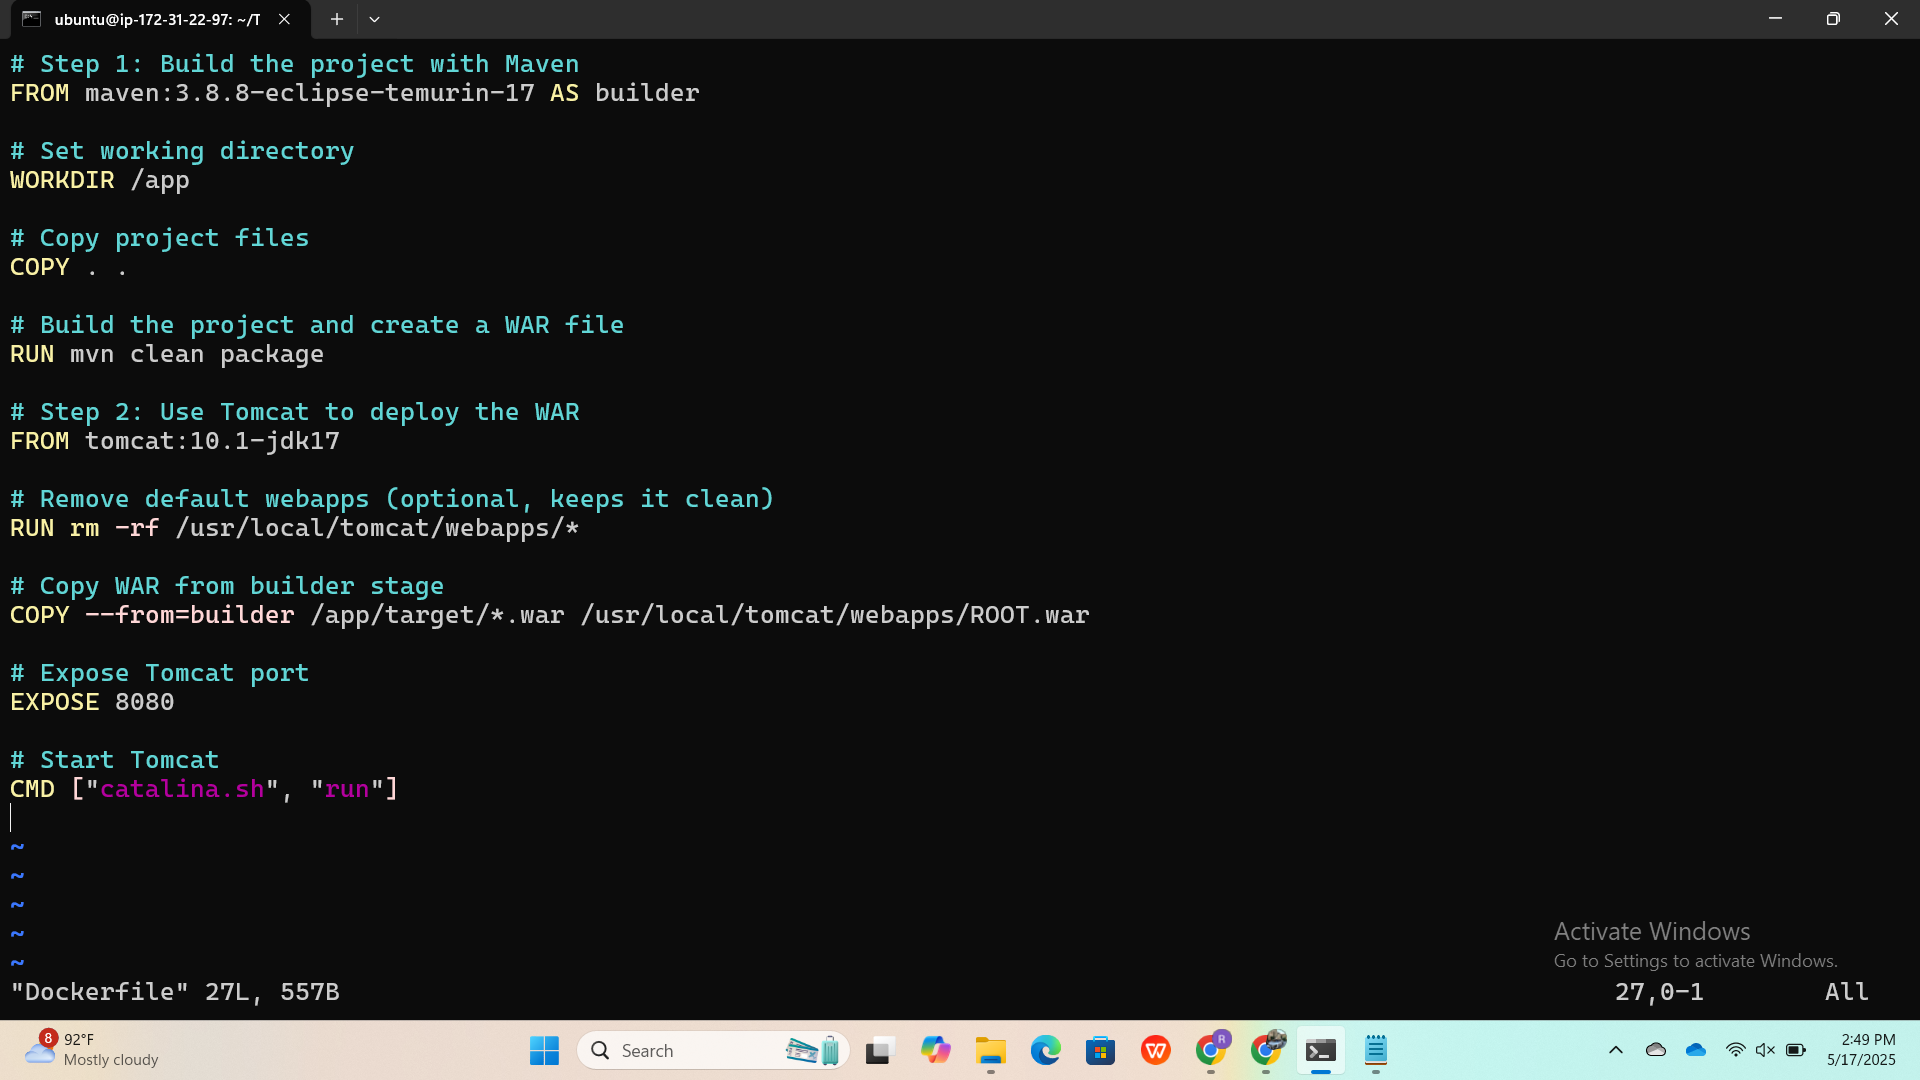 ubuntu@ip-172-31-22-97: ~/T
# Step 1: Build the project with Maven
FROM maven:3.8.8-eclipse-temurin-17 AS builder
# Set working directory
WORKDIR /app
# Copy project files
COPY . .
# Build the project and create a WAR file
RUN mvn clean package
# Step 2: Use Tomcat to deploy the WAR
FROM tomcat:10.1-jdk17
# Remove default webapps (optional, keeps it clean)
RUN rm -rf /usr/local/tomcat/webapps/*
# Copy WAR from builder stage
COPY --from=builder /app/target/*.war /usr/local/tomcat/webapps/ROOT.war
# Expose Tomcat port
EXPOSE 8080
# Start Tomcat
CMD ["catalina.sh", "run"]
~
~
~
~
~
Activate Windows
Go to Settings to activate Windows.
"Dockerfile" 27L, 557B 27,0-1 All
8
92°F
Mostly cloudy
Search
R
2:49 PM
5/17/2025